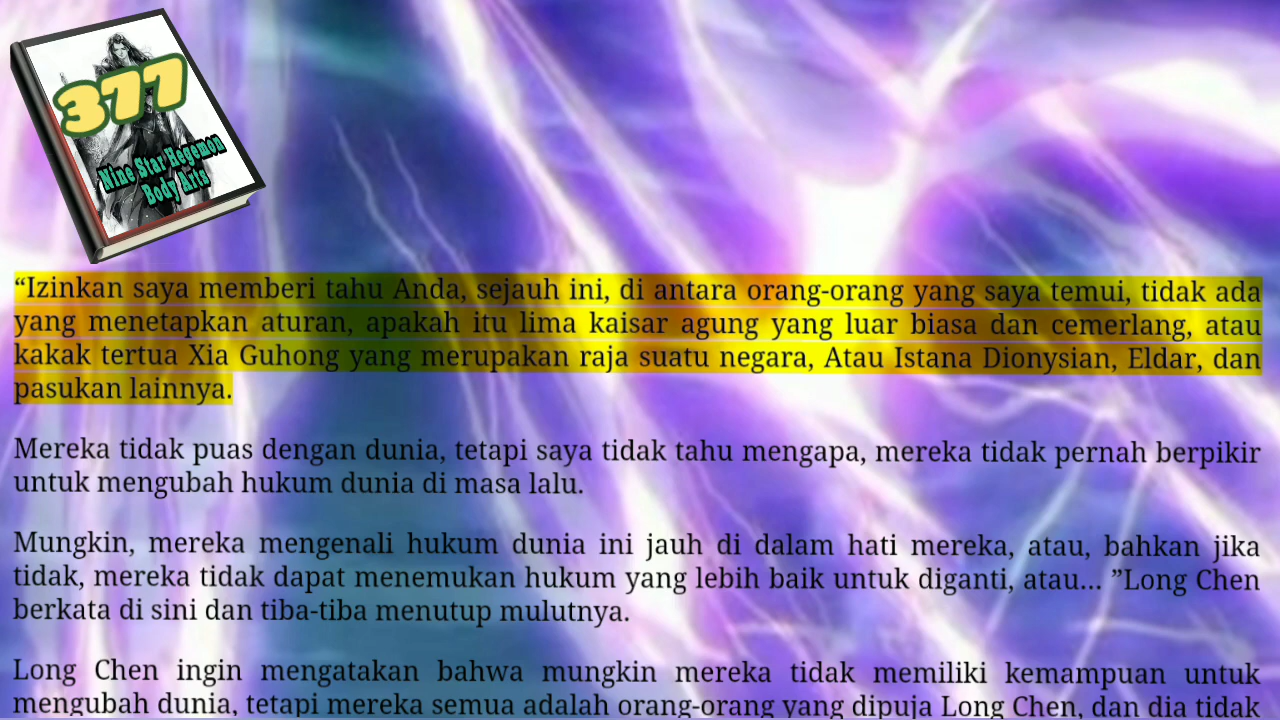 377
Nine Star Hegemon
Body Arts
“Izinkan saya memberi tahu Anda, sejauh ini, di antara orang-orang yang saya temui, tidak ada
yang menetapkan aturan, apakah itu lima kaisar agung yang luar biasa dan cemerlang, atau
kakak tertua Xia Guhong yang merupakan raja suatu negara, Atau Istana Dionysian, Eldar, dan
pasukan lainnya.
Mereka tidak puas dengan dunia, tetapi saya tidak tahu mengapa, mereka tidak pernah berpikir
untuk mengubah hukum dunia di masa lalu.
Mungkin, mereka mengenali hukum dunia ini jauh di dalam hati mereka, atau, bahkan jika
tidak, mereka tidak dapat menemukan hukum yang lebih baik untuk diganti, atau... ”Long Chen
berkata di sini dan tiba-tiba menutup mulutnya.
Long Chen ingin mengatakan bahwa mungkin mereka tidak memiliki kemampuan untuk
mengubah dunia, tetapi mereka semua adalah orang-orang yang dipuja Long Chen, dan dia tidak